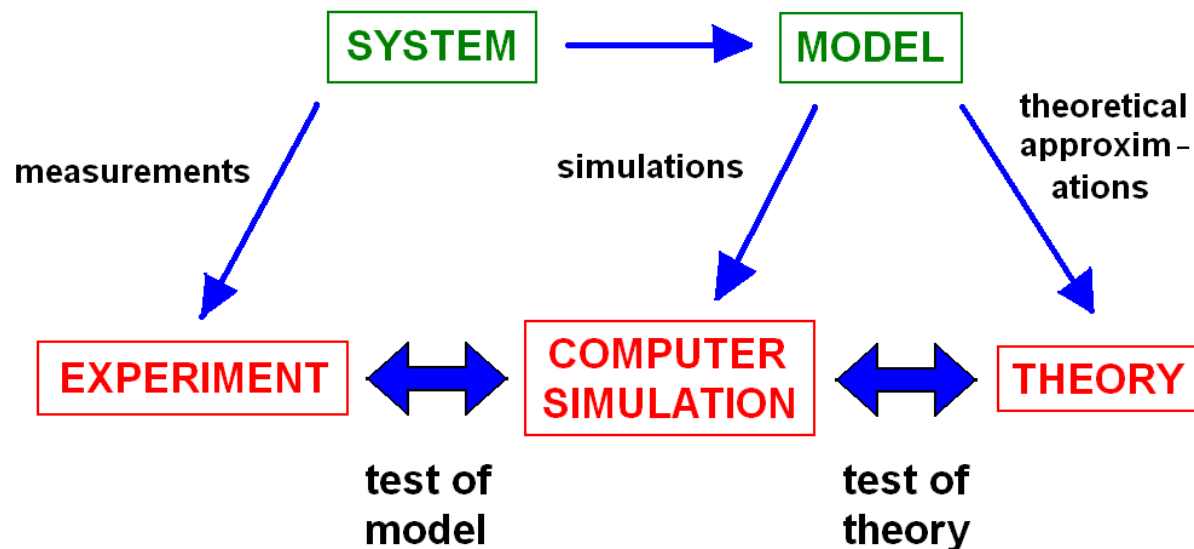 SYSTEM
MODEL
measurements
simulations
theoretical
approxim-
ations
EXPERIMENT
COMPUTER
SIMULATION
THEORY
test of
model
test of
theory